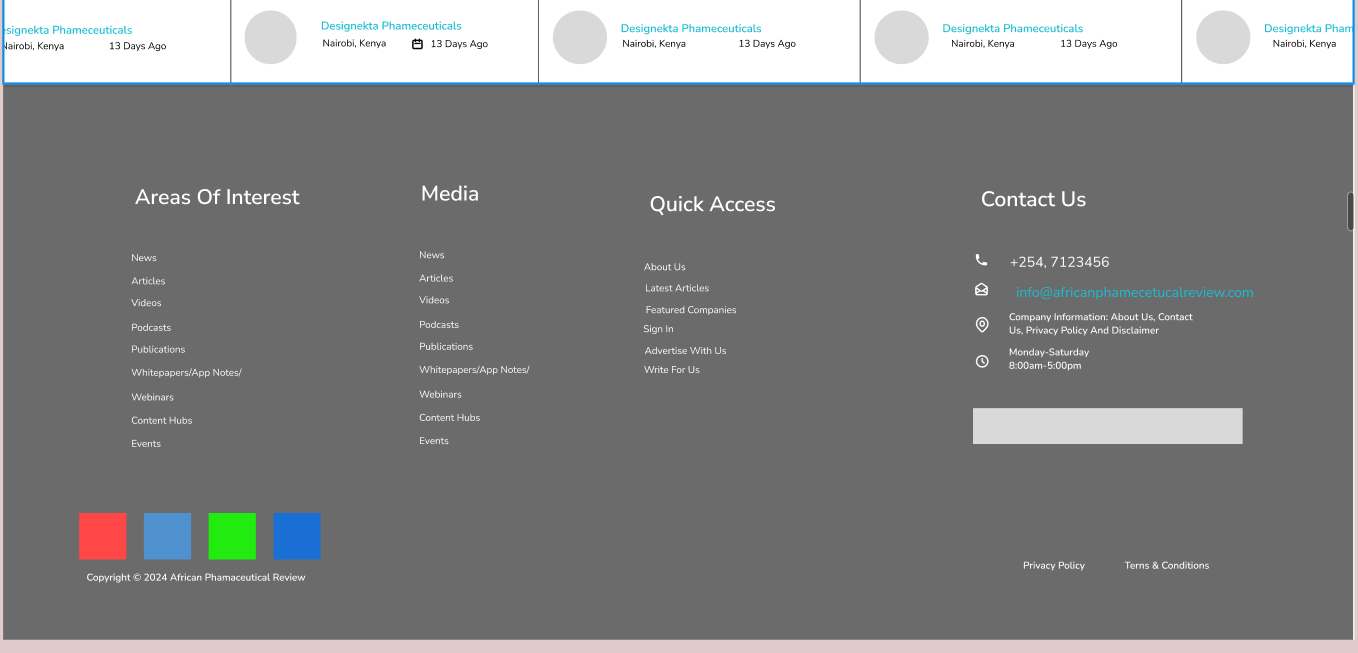 esignekta Phameceuticals
Nairobi, Kenya 13 Days Ago
Designekta Phameceuticals
Nairobi, Kenya 13 Days Ago
Designekta Phameceuticals
Nairobi, Kenya 13 Days Ago
Designekta Phameceuticals
Nairobi, Kenya 13 Days Ago
Designekta Pham
Nairobi, Kenya
Areas Of Interest
News
Articles
Videos
Podcasts
Publications
Whitepapers/App Notes/
Webinars
Content Hubs
Events
Media
News
Articles
Videos
Podcasts
Publications
Whitepapers/App Notes/
Webinars
Content Hubs
Events
Quick Access
About Us
Latest Articles
Featured Companies
Sign In
Advertise With Us
Write For Us
Contact Us
+254, 7123456
info@africanphamecetucalreview.com
Company Information: About Us, Contact
Us, Privacy Policy And Disclaimer
Monday-Saturday
8:00am-5:00pm
Copyright © 2024 African Phamaceutical Review
Privacy Policy
Terns & Conditions